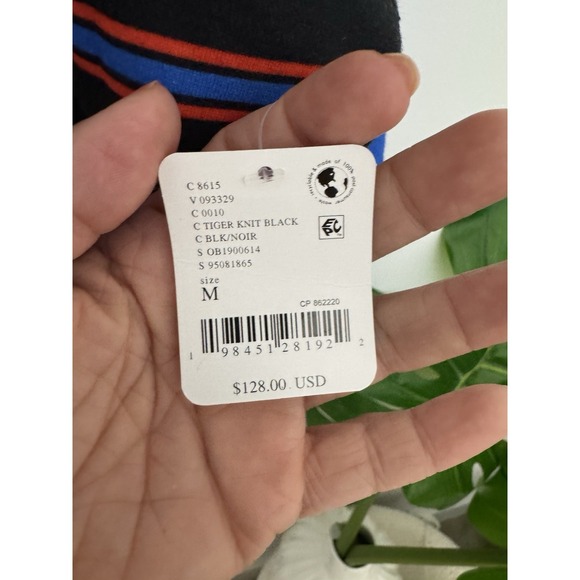 C 8615
V 093329
C 0010
C TIGER KNIT BLACK
C BLK/NOIR
S OB1900614
S 95081865
size
M
CP 862220
1 98451 28192 2
$128.00 USD